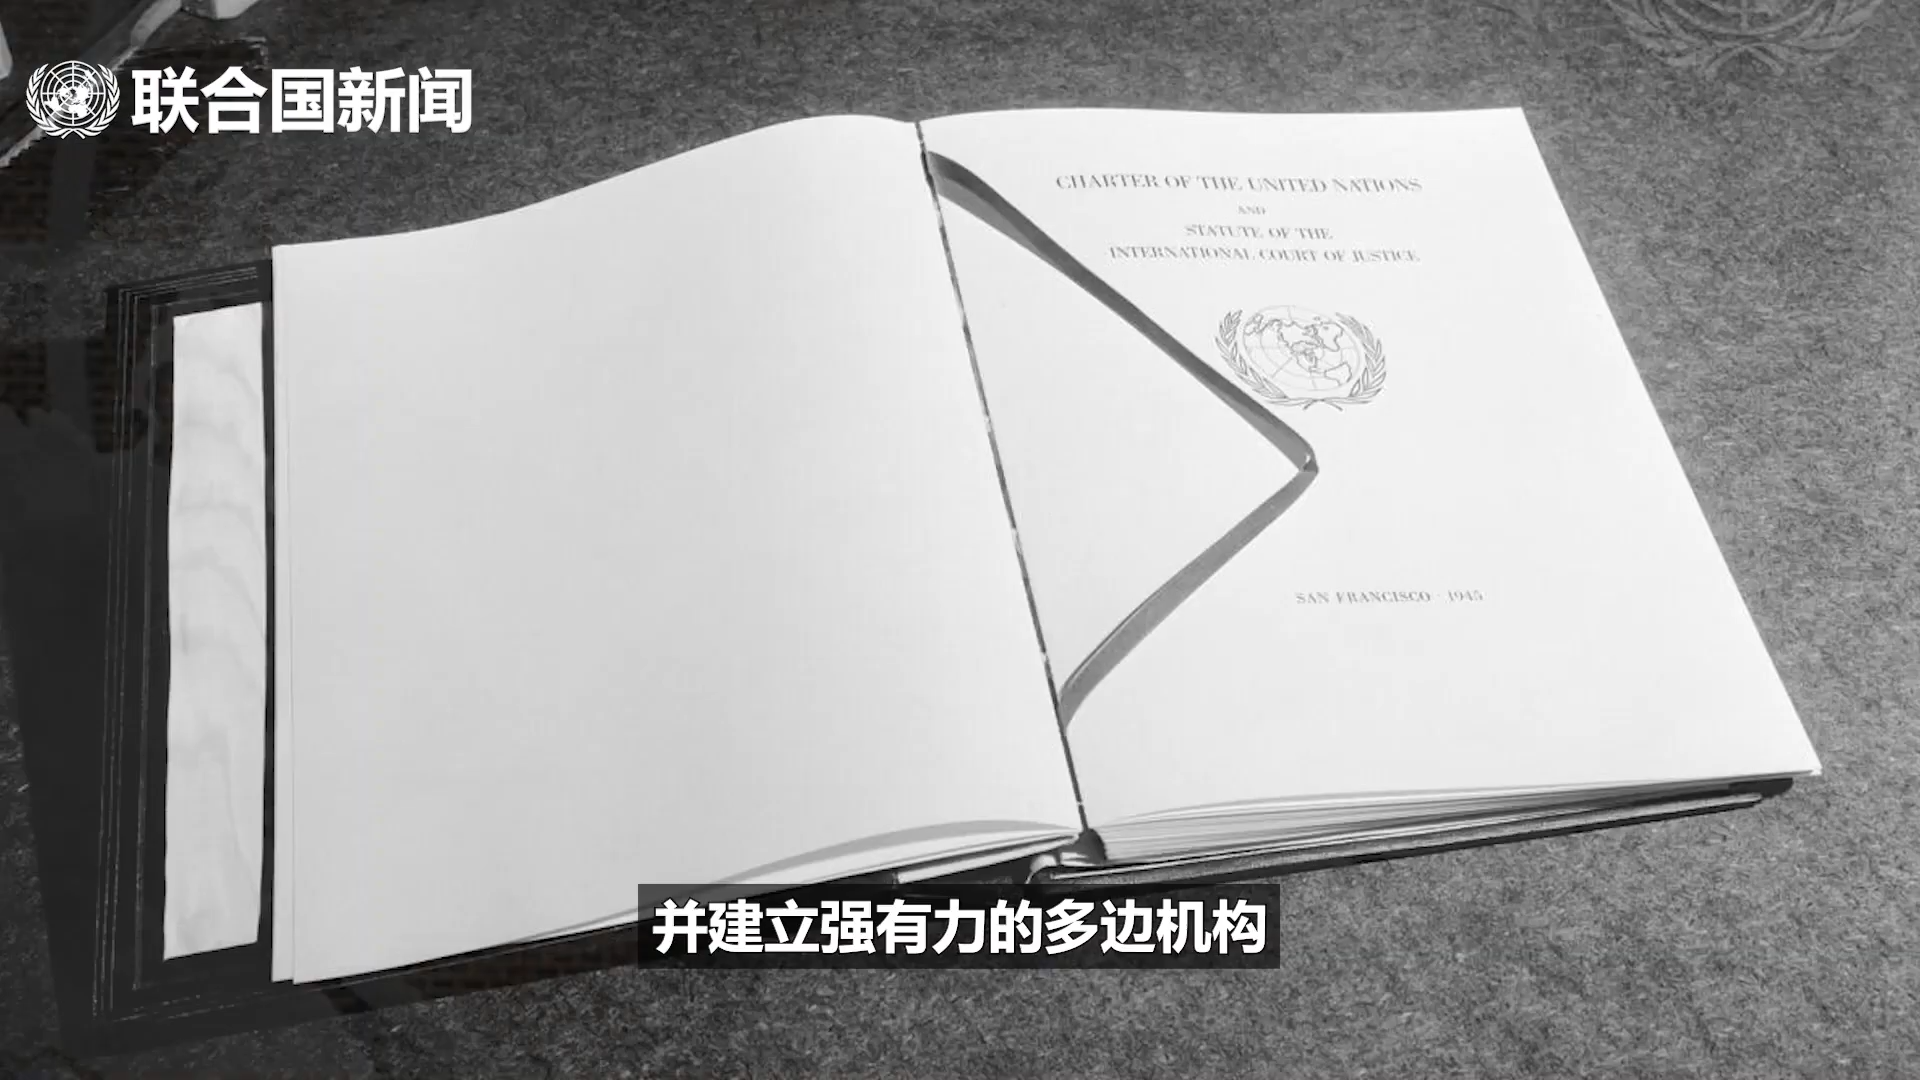 联合国新闻
CHARTER OF THE UNITED NATIONS
AND
STATUTE OF THE
INTERNATIONAL COURT OF JUSTICE
SAN FRANCISCO · 1945
并建立强有力的多边机构